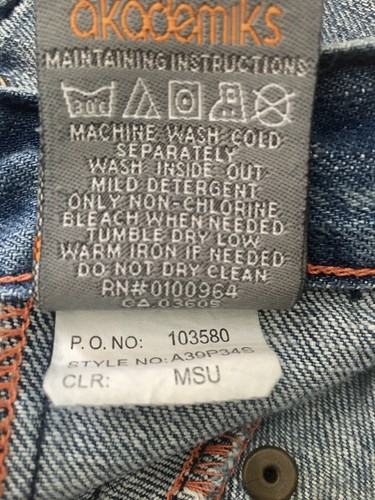 akademiks
MAINTAINING INSTRUCTIONS
30C
MACHINE WASH COLD
SEPARATELY
WASH INSIDE OUT
MILD DETERGENT
ONLY NON-CHLORINE
BLEACH WHEN NEEDED
TUMBLE DRY LOW
WARM IRON IF NEEDED
DO NOT DRY CLEAN
RN#0100964
CA 03608
P.O. NO: 103580
STYLE NO: A39P34S
CLR: MSU